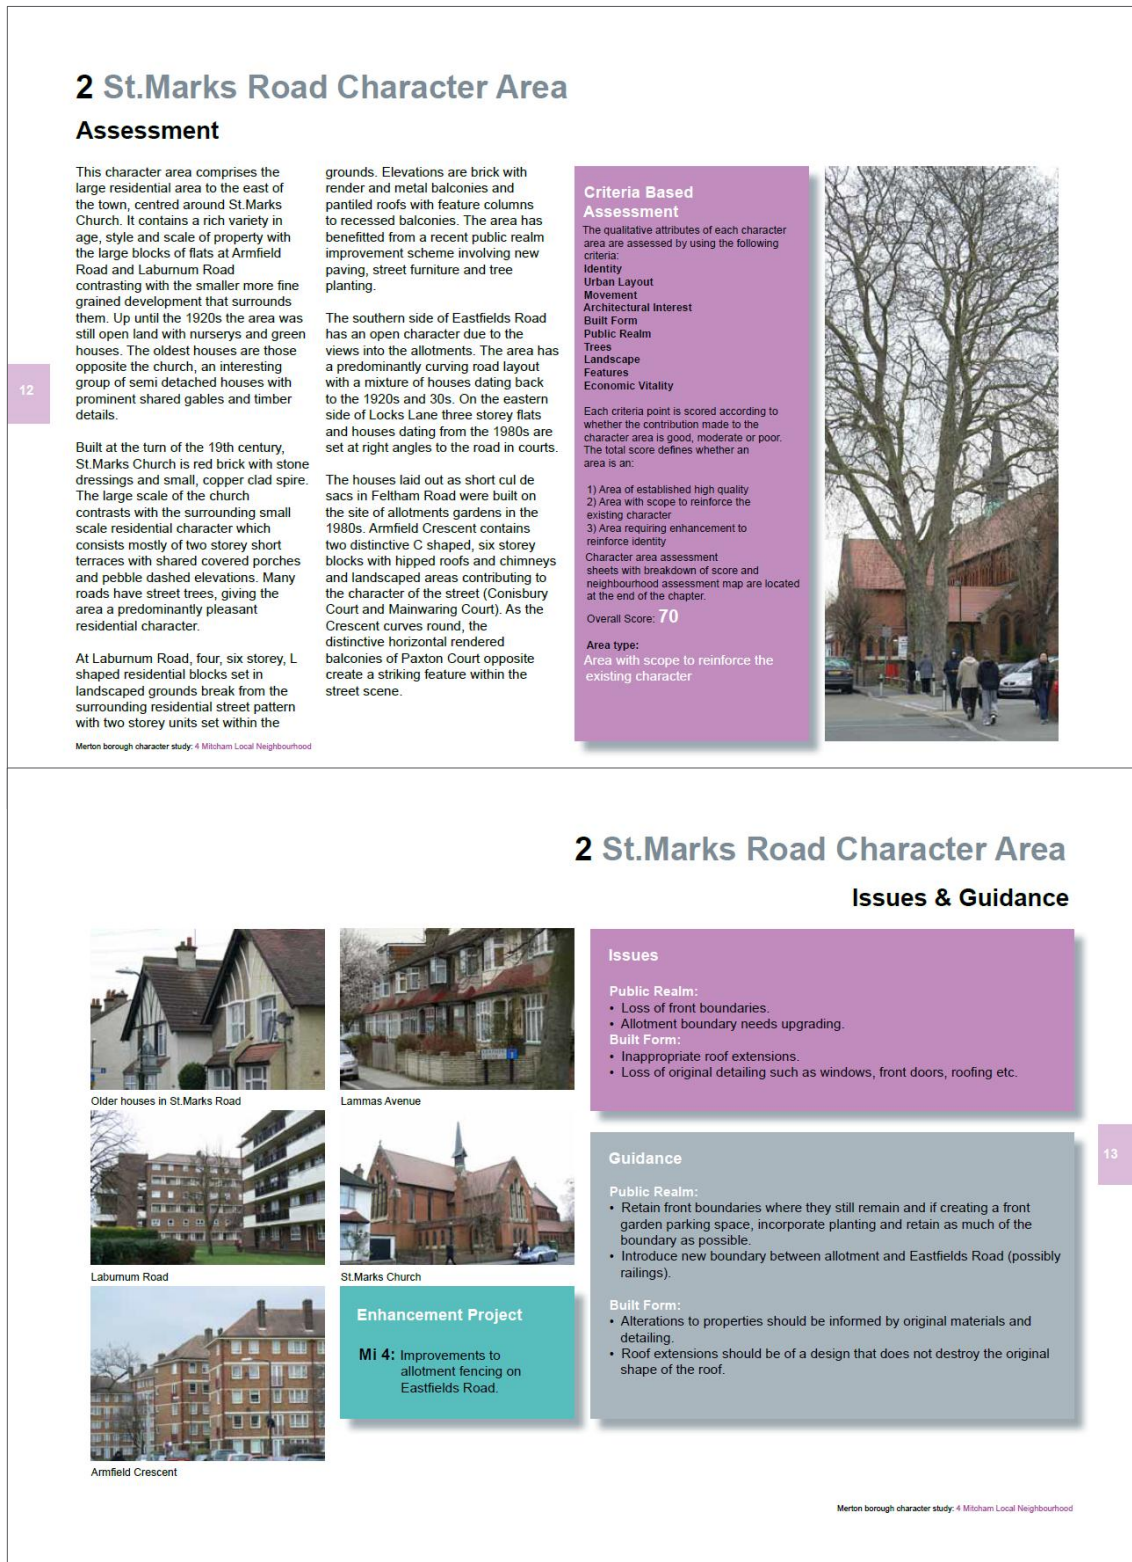 2 St.Marks Road Character Area
Assessment
This character area comprises the
large residential area to the east of
the town, centred around St.Marks
Church. It contains a rich variety in
age, style and scale of property with
the large blocks of flats at Armfield
Road and Laburnum Road
contrasting with the smaller more fine
grained development that surrounds
them. Up until the 1920s the area was
still open land with nurserys and green
houses. The oldest houses are those
opposite the church, an interesting
group of semi detached houses with
prominent shared gables and timber
details.
Built at the turn of the 19th century,
St.Marks Church is red brick with stone
dressings and small, copper clad spire.
The large scale of the church
contrasts with the surrounding small
scale residential character which
consists mostly of two storey short
terraces with shared covered porches
and pebble dashed elevations. Many
roads have street trees, giving the
area a predominantly pleasant
residential character.
At Laburnum Road, four, six storey, L
shaped residential blocks set in
landscaped grounds break from the
surrounding residential street pattern
with two storey units set within the
grounds. Elevations are brick with
render and metal balconies and
pantiled roofs with feature columns
to recessed balconies. The area has
benefitted from a recent public realm
improvement scheme involving new
paving, street furniture and tree
planting.
The southern side of Eastfields Road
has an open character due to the
views into the allotments. The area has
a predominantly curving road layout
with a mixture of houses dating back
to the 1920s and 30s. On the eastern
side of Locks Lane three storey flats
and houses dating from the 1980s are
set at right angles to the road in courts.
The houses laid out as short cul de
sacs in Feltham Road were built on
the site of allotments gardens in the
1980s. Armfield Crescent contains
two distinctive C shaped, six storey
blocks with hipped roofs and chimneys
and landscaped areas contributing to
the character of the street (Conisbury
Court and Mainwaring Court). As the
Crescent curves round, the
distinctive horizontal rendered
balconies of Paxton Court opposite
create a striking feature within the
street scene.
Criteria Based
Assessment
The qualitative attributes of each character
area are assessed by using the following
criteria:
Identity
Urban Layout
Movement
Architectural Interest
Built Form
Public Realm
Trees
Landscape
Features
Economic Vitality
Each criteria point is scored according to
whether the contribution made to the
character area is good, moderate or poor.
The total score defines whether an
area is an:
1) Area of established high quality
2) Area with scope to reinforce the
existing character
3) Area requiring enhancement to
reinforce identity
Character area assessment
sheets with breakdown of score and
neighbourhood assessment map are located
at the end of the chapter.
Overall Score: 70
Area type:
Area with scope to reinforce the
existing character
12
Merton borough character study: 4 Mitcham Local Neighbourhood
2 St.Marks Road Character Area
Issues & Guidance
Older houses in St.Marks Road
Lammas Avenue
Laburnum Road
St.Marks Church
Armfield Crescent
Enhancement Project
Mi 4: Improvements to
allotment fencing on
Eastfields Road.
Issues
Public Realm:
• Loss of front boundaries.
• Allotment boundary needs upgrading.
Built Form:
• Inappropriate roof extensions.
• Loss of original detailing such as windows, front doors, roofing etc.
Guidance
Public Realm:
• Retain front boundaries where they still remain and if creating a front
garden parking space, incorporate planting and retain as much of the
boundary as possible.
• Introduce new boundary between allotment and Eastfields Road (possibly
railings).
Built Form:
• Alterations to properties should be informed by original materials and
detailing.
• Roof extensions should be of a design that does not destroy the original
shape of the roof.
13
Merton borough character study: 4 Mitcham Local Neighbourhood